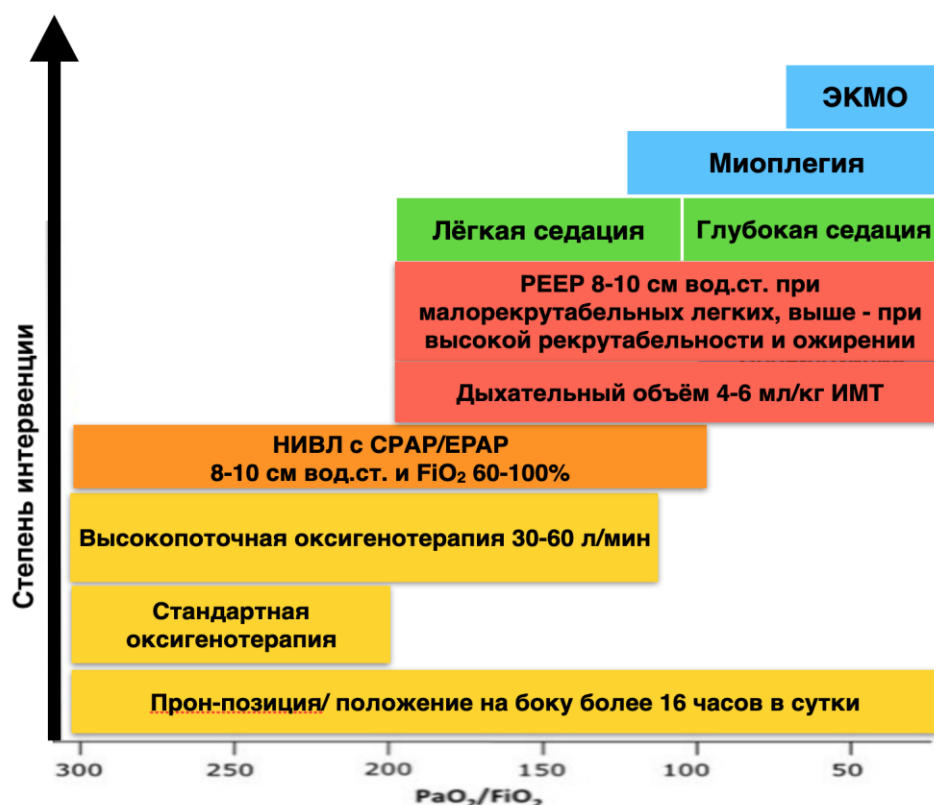 ЭКМО
Миоплегия
Лёгкая седация
Глубокая седация
PEEP 8-10 см вод.ст. при
малорекрутабельных легких, выше - при
высокой рекрутабельности и ожирении
Дыхательный объём 4-6 мл/кг ИМТ
НИВЛ с CPAP/EPAP
8-10 см вод.ст. и FiO₂ 60-100%
Высокопоточная оксигенотерапия 30-60 л/мин
Стандартная
оксигенотерапия
Прон-позиция/ положение на боку более 16 часов в сутки
Степень интервенции
300 250 200 150 100 50
PaO₂/FiO₂